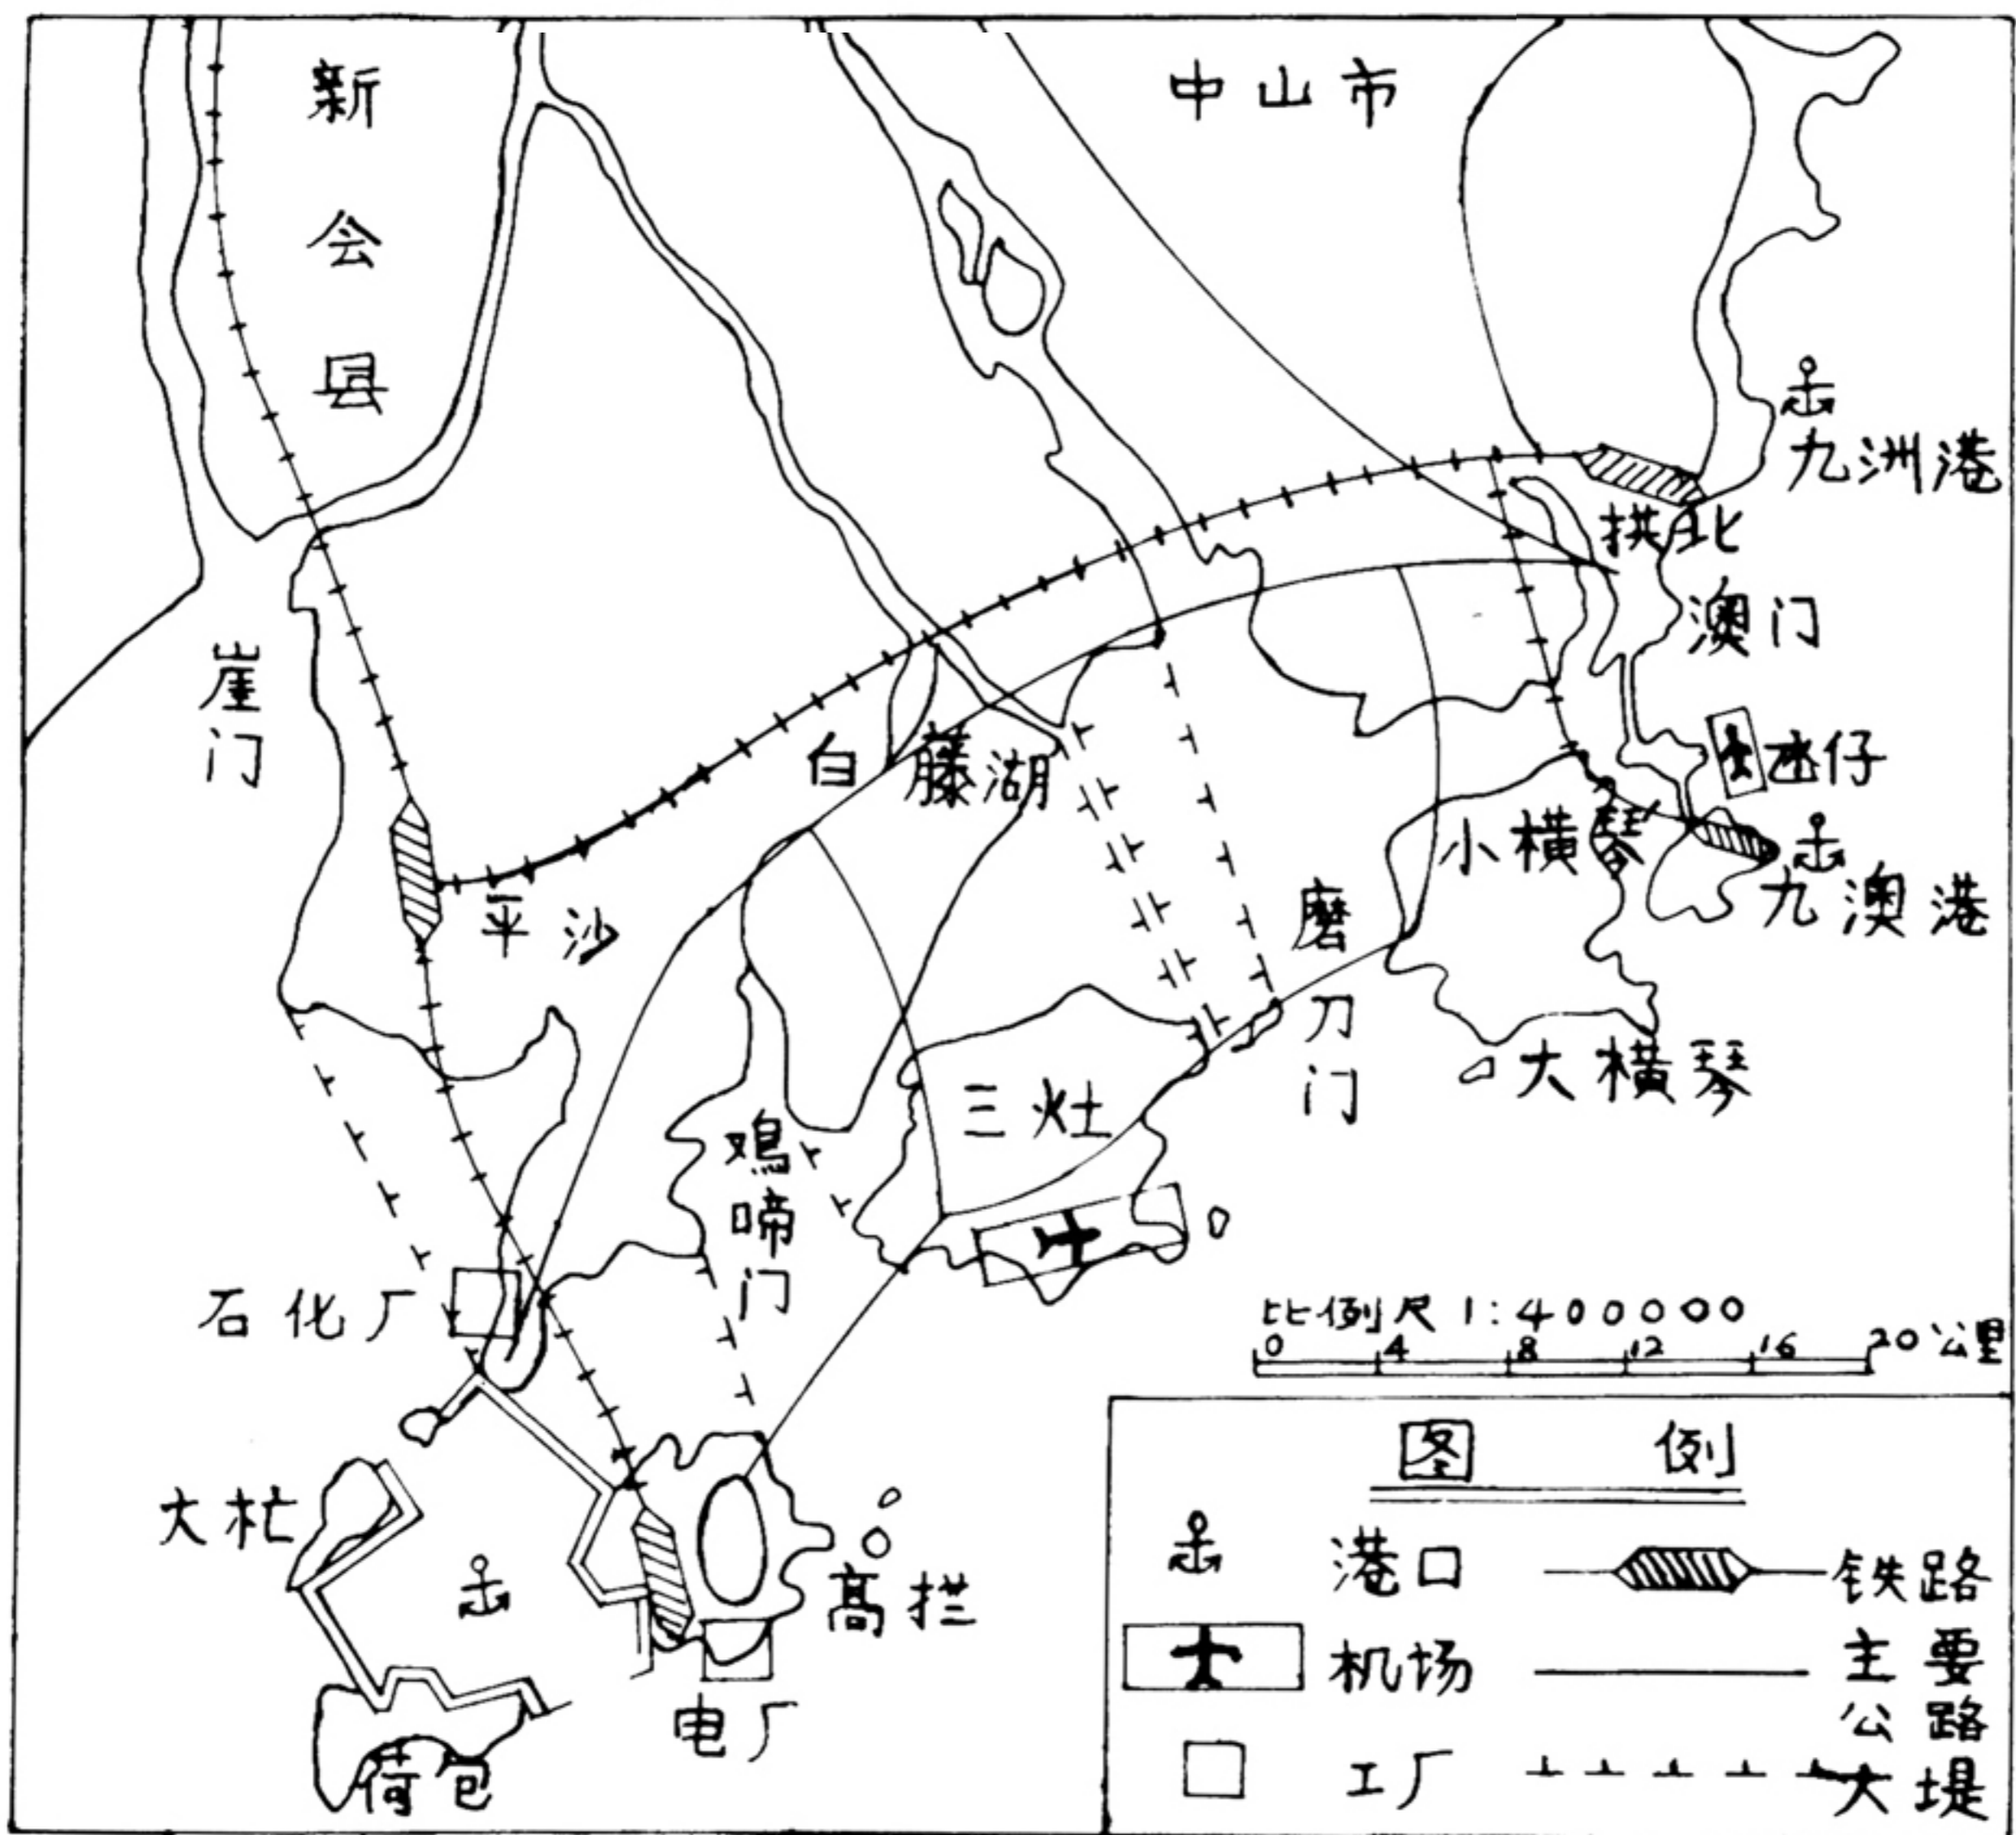 新会县
中山市
九洲港
拱北
澳门
崖门
氹仔
白藤湖
小横琴
九澳港
平沙
磨刀门
大横琴
三灶
鸡啼门
石化厂
比例尺 1:400000
0 4 8 12 16 20公里
大杧
高拦
电厂
荷包
图例
港口
铁路
机场
主要公路
工厂
大堤